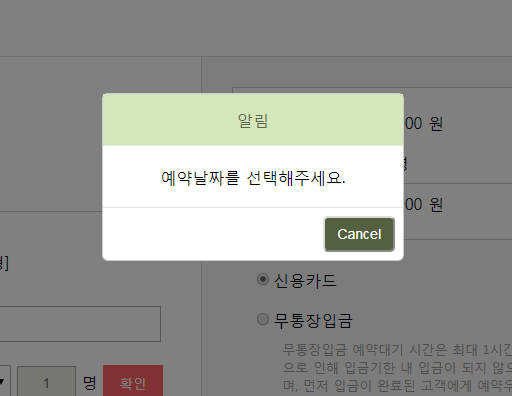 알림
예약날짜를 선택해주세요.
Cancel
00 원
명
00 원
]
신용카드
무통장입금
무통장입금 예약대기 시간은 최대 1시간
으로 인해 입금기한 내 입금이 되지 않으
며, 먼저 입금이 완료된 고객에게 예약우
1 명 확인